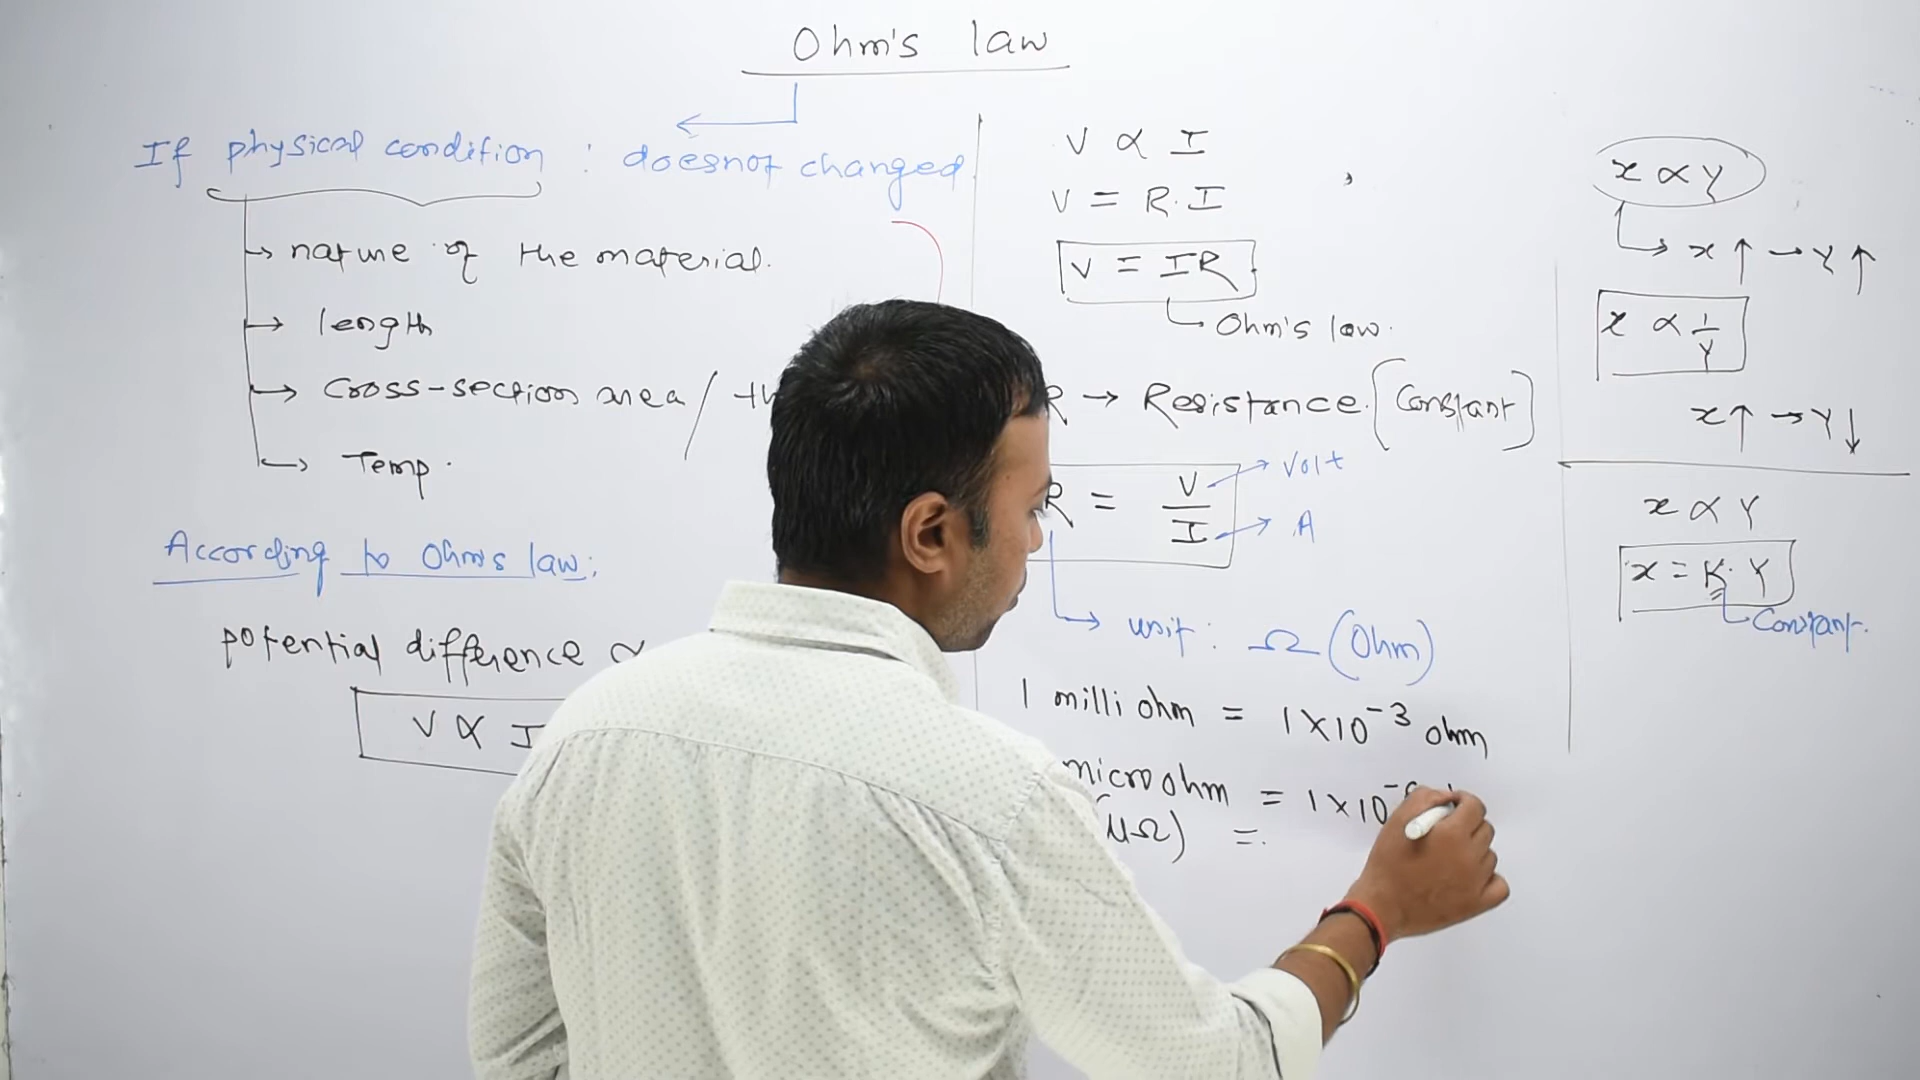 Ohm's law
If physical condition : doesnot changed.
→ nature of the material.
→ length
→ Cross-section area /
→ Temp.
According to Ohm's law:
potential difference ∝
V ∝ I
V ∝ I
V = R.I
V = IR
Ohm's law.
R → Resistance. [Constant]
R = V/I
→ Volt
→ A
→ unit: Ω (Ohm)
1 milli ohm = 1×10⁻³ ohm
micro ohm = 1×10⁻
(μΩ) =
x ∝ Y
→ x ↑ → Y ↑
x ∝ 1/Y
x ↑ → Y ↓
x ∝ Y
x = K. Y
Constant.